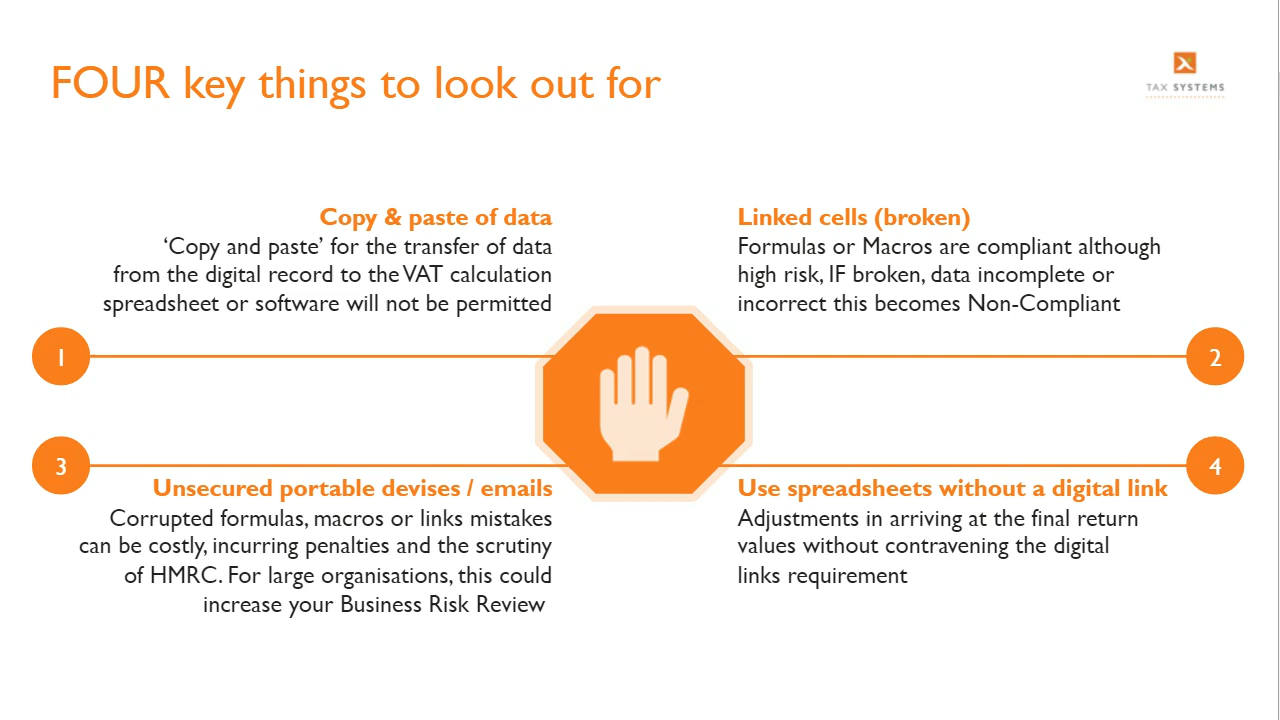 FOUR key things to look out for
TAX SYSTEMS
Copy & paste of data
‘Copy and paste’ for the transfer of data
from the digital record to the VAT calculation
spreadsheet or software will not be permitted
1
Linked cells (broken)
Formulas or Macros are compliant although
high risk, IF broken, data incomplete or
incorrect this becomes Non-Compliant
2
3
Unsecured portable devises / emails
Corrupted formulas, macros or links mistakes
can be costly, incurring penalties and the scrutiny
of HMRC. For large organisations, this could
increase your Business Risk Review
4
Use spreadsheets without a digital link
Adjustments in arriving at the final return
values without contravening the digital
links requirement